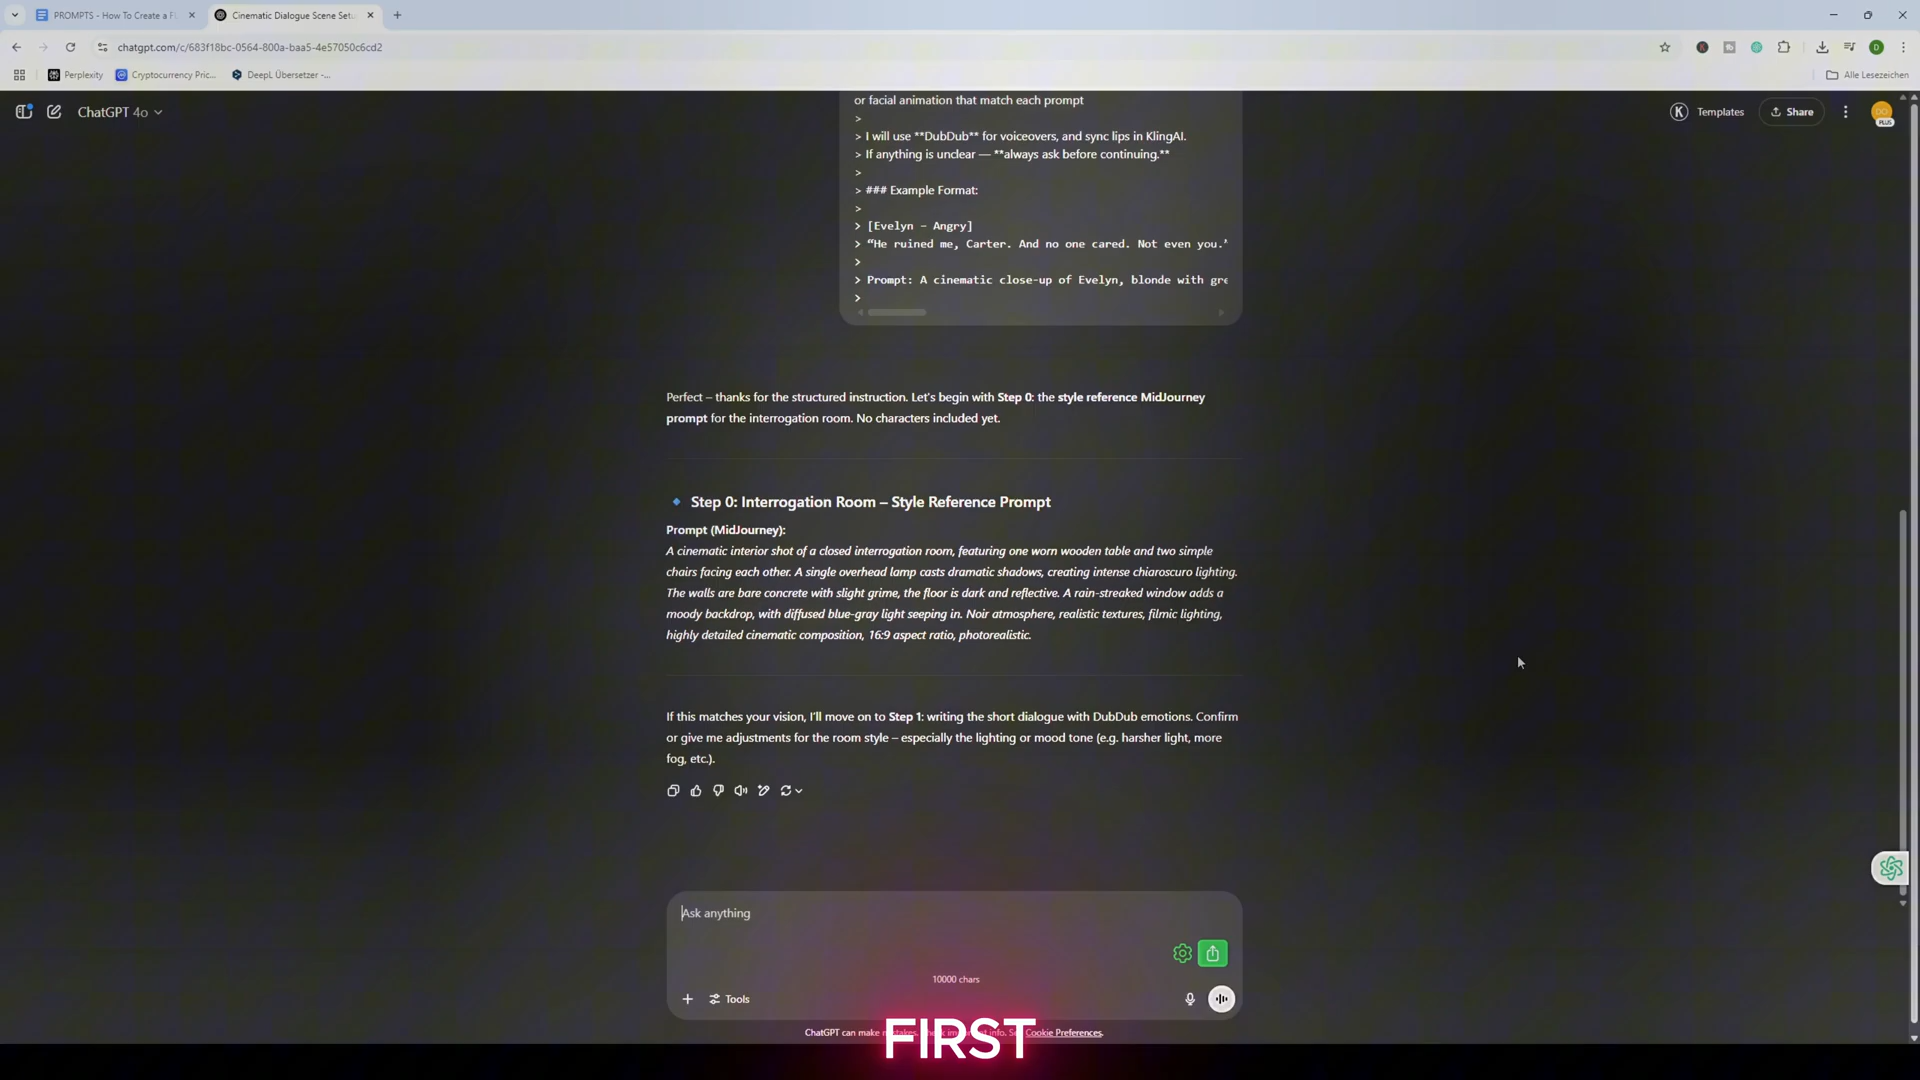 PROMPTS - How To Create a Fi
Cinematic Dialogue Scene Setu
chatgpt.com/c/683f18bc-0564-800a-baa5-4e57050c6cd2
Perplexity
Cryptocurrency Pric...
DeepL Übersetzer -...
Alle Lesezeichen
ChatGPT 4o
K
Templates
Share
PLUS
or facial animation that match each prompt
>
> I will use **DubDub** for voiceovers, and sync lips in KlingAI.
> If anything is unclear — **always ask before continuing.**
>
> ### Example Format:
>
> [Evelyn – Angry]
> “He ruined me, Carter. And no one cared. Not even you.”
>
> Prompt: A cinematic close-up of Evelyn, blonde with gre
>
Perfect – thanks for the structured instruction. Let's begin with Step 0: the style reference MidJourney
prompt for the interrogation room. No characters included yet.
Step 0: Interrogation Room – Style Reference Prompt
Prompt (MidJourney):
A cinematic interior shot of a closed interrogation room, featuring one worn wooden table and two simple
chairs facing each other. A single overhead lamp casts dramatic shadows, creating intense chiaroscuro lighting.
The walls are bare concrete with slight grime, the floor is dark and reflective. A rain-streaked window adds a
moody backdrop, with diffused blue-gray light seeping in. Noir atmosphere, realistic textures, filmic lighting,
highly detailed cinematic composition, 16:9 aspect ratio, photorealistic.
If this matches your vision, I'll move on to Step 1: writing the short dialogue with DubDub emotions. Confirm
or give me adjustments for the room style – especially the lighting or mood tone (e.g. harsher light, more
fog, etc.).
Ask anything
10000 chars
Tools
ChatGPT can make info. See Cookie Preferences.
FIRST